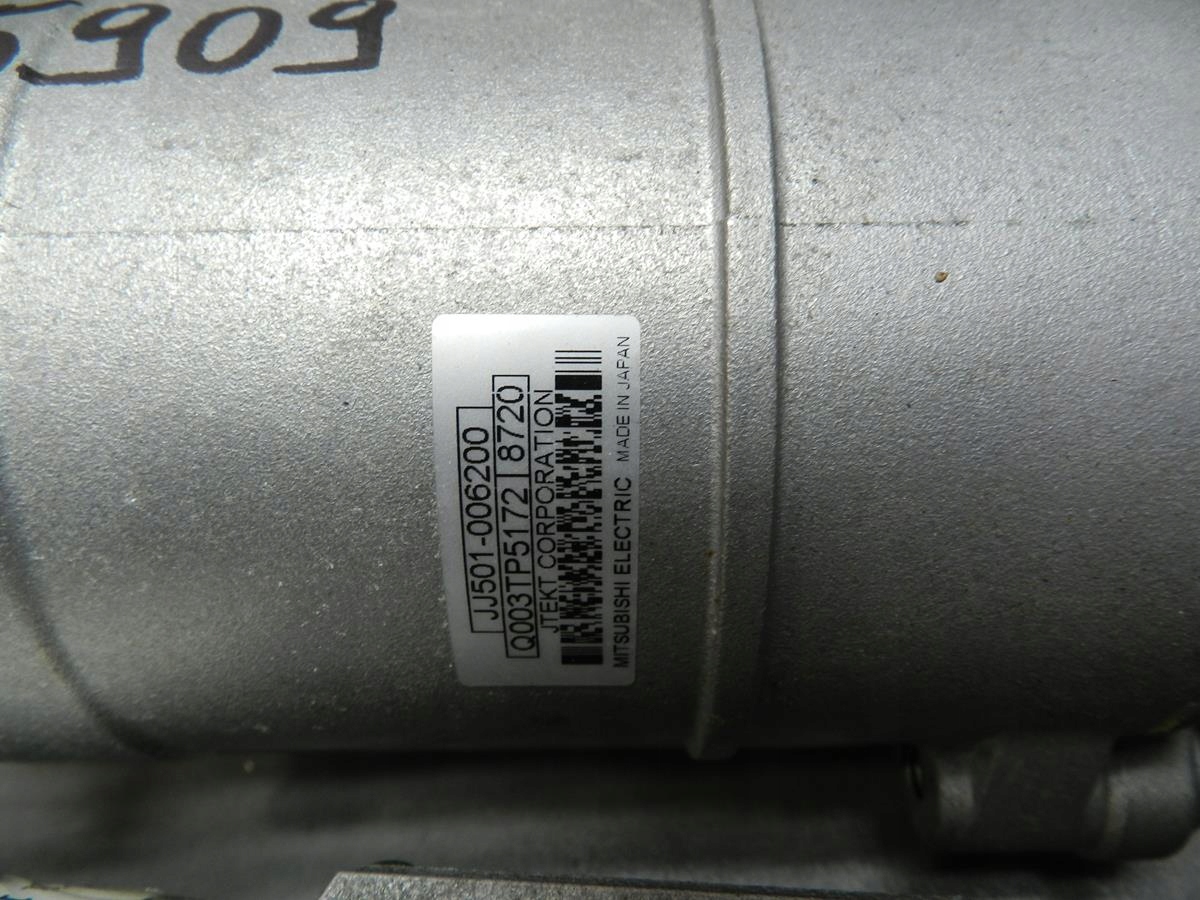 5909
JJ501-006200
Q003TP5172 8720
JTEKT CORPORATION
MITSUBISHI ELECTRIC MADE IN JAPAN